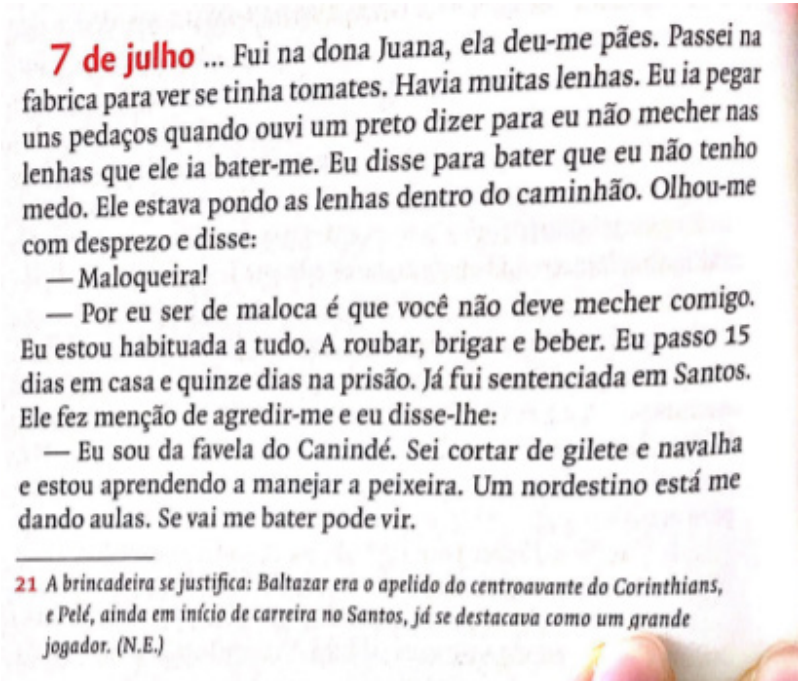 7 de julho ... Fui na dona Juana, ela deu-me pães. Passei na
fabrica para ver se tinha tomates. Havia muitas lenhas. Eu ia pegar
uns pedaços quando ouvi um preto dizer para eu não mecher nas
lenhas que ele ia bater-me. Eu disse para bater que eu não tenho
medo. Ele estava pondo as lenhas dentro do caminhão. Olhou-me
com desprezo e disse:
— Maloqueira!
— Por eu ser de maloca é que você não deve mecher comigo.
Eu estou habituada a tudo. A roubar, brigar e beber. Eu passo 15
dias em casa e quinze dias na prisão. Já fui sentenciada em Santos.
Ele fez menção de agredir-me e eu disse-lhe:
— Eu sou da favela do Canindé. Sei cortar de gilete e navalha
e estou aprendendo a manejar a peixeira. Um nordestino está me
dando aulas. Se vai me bater pode vir.
21 A brincadeira se justifica: Baltazar era o apelido do centroavante do Corinthians,
e Pelé, ainda em início de carreira no Santos, já se destacava como um grande
jogador. (N.E.)